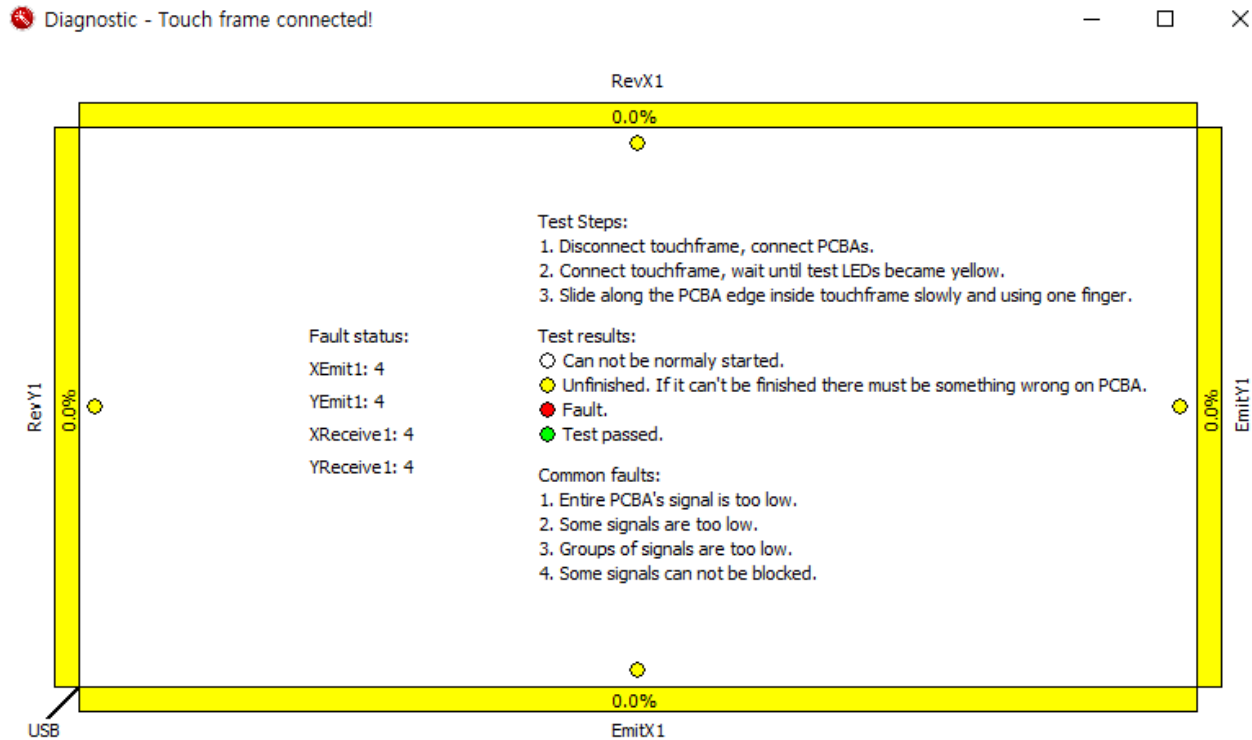 Diagnostic - Touch frame connected!
RevX1
0.0%
Test Steps:
1. Disconnect touchframe, connect PCBAs.
2. Connect touchframe, wait until test LEDs became yellow.
3. Slide along the PCBA edge inside touchframe slowly and using one finger.
Fault status:
XEmit1: 4
YEmit1: 4
XReceive1: 4
YReceive1: 4
Test results:
Can not be normaly started.
Unfinished. If it can't be finished there must be something wrong on PCBA.
Fault.
Test passed.
Common faults:
1. Entire PCBA's signal is too low.
2. Some signals are too low.
3. Groups of signals are too low.
4. Some signals can not be blocked.
RevY1
0.0%
0.0%
EmitY1
0.0%
USB
EmitX1